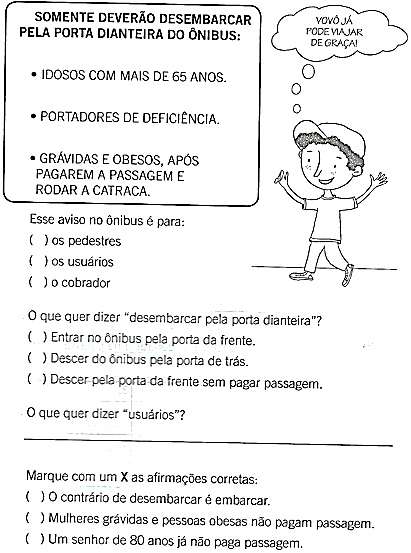 SOMENTE DEVERÃO DESEMBARCAR
PELA PORTA DIANTEIRA DO ÔNIBUS:
• IDOSOS COM MAIS DE 65 ANOS.
• PORTADORES DE DEFICIÊNCIA.
• GRÁVIDAS E OBESOS, APÓS
PAGAREM A PASSAGEM E
RODAR A CATRACA.
VOVÔ JÁ
PODE VIAJAR
DE GRAÇA!
Esse aviso no ônibus é para:
( ) os pedestres
( ) os usuários
( ) o cobrador
O que quer dizer “desembarcar pela porta dianteira”?
( ) Entrar no ônibus pela porta da frente.
( ) Descer do ônibus pela porta de trás.
( ) Descer pela porta da frente sem pagar passagem.
O que quer dizer “usuários”?
Marque com um X as afirmações corretas:
( ) O contrário de desembarcar é embarcar.
( ) Mulheres grávidas e pessoas obesas não pagam passagem.
( ) Um senhor de 80 anos já não paga passagem.